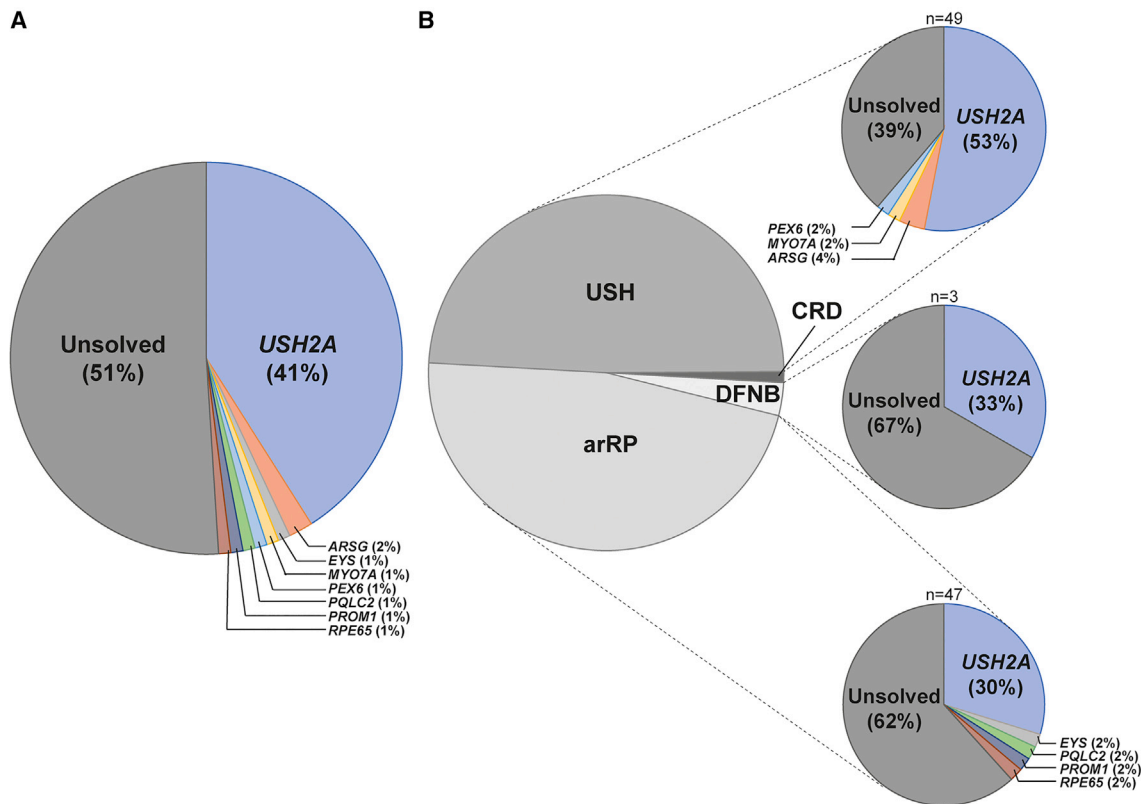 A
Unsolved
(51%)
USH2A
(41%)
ARSG (2%)
EYS (1%)
MYO7A (1%)
PEX6 (1%)
PQLC2 (1%)
PROM1 (1%)
RPE65 (1%)
B
USH
CRD
DFNB
arRP
n=49
Unsolved
(39%)
USH2A
(53%)
PEX6 (2%)
MYO7A (2%)
ARSG (4%)
n=3
Unsolved
(67%)
USH2A
(33%)
n=47
Unsolved
(62%)
USH2A
(30%)
EYS (2%)
PQLC2 (2%)
PROM1 (2%)
RPE65 (2%)